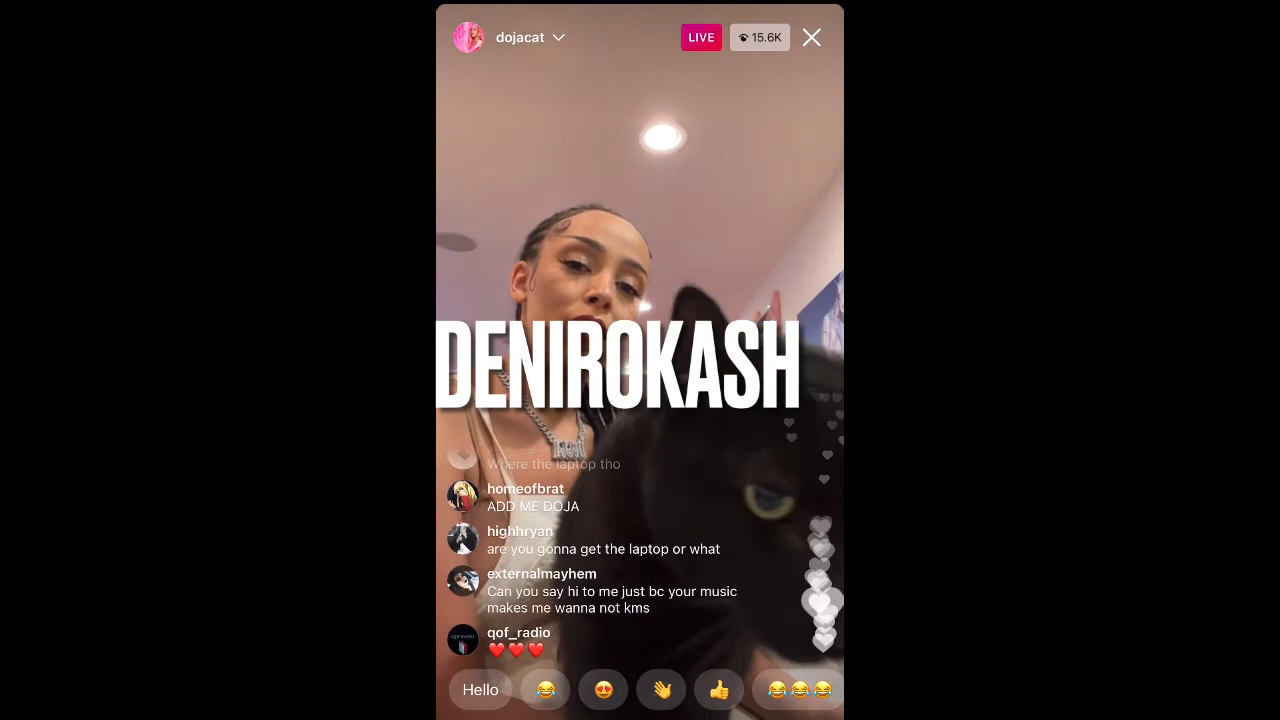 dojacat
LIVE
15.6K
DENIROKASH
Where the laptop tho
homeofbrat
ADD ME DOJA
highhryan
are you gonna get the laptop or what
externalmayhem
Can you say hi to me just bc your music
makes me wanna not kms
qof_radio
❤️❤️❤️
Hello
😂 😍 👋 👍 😂😂😂